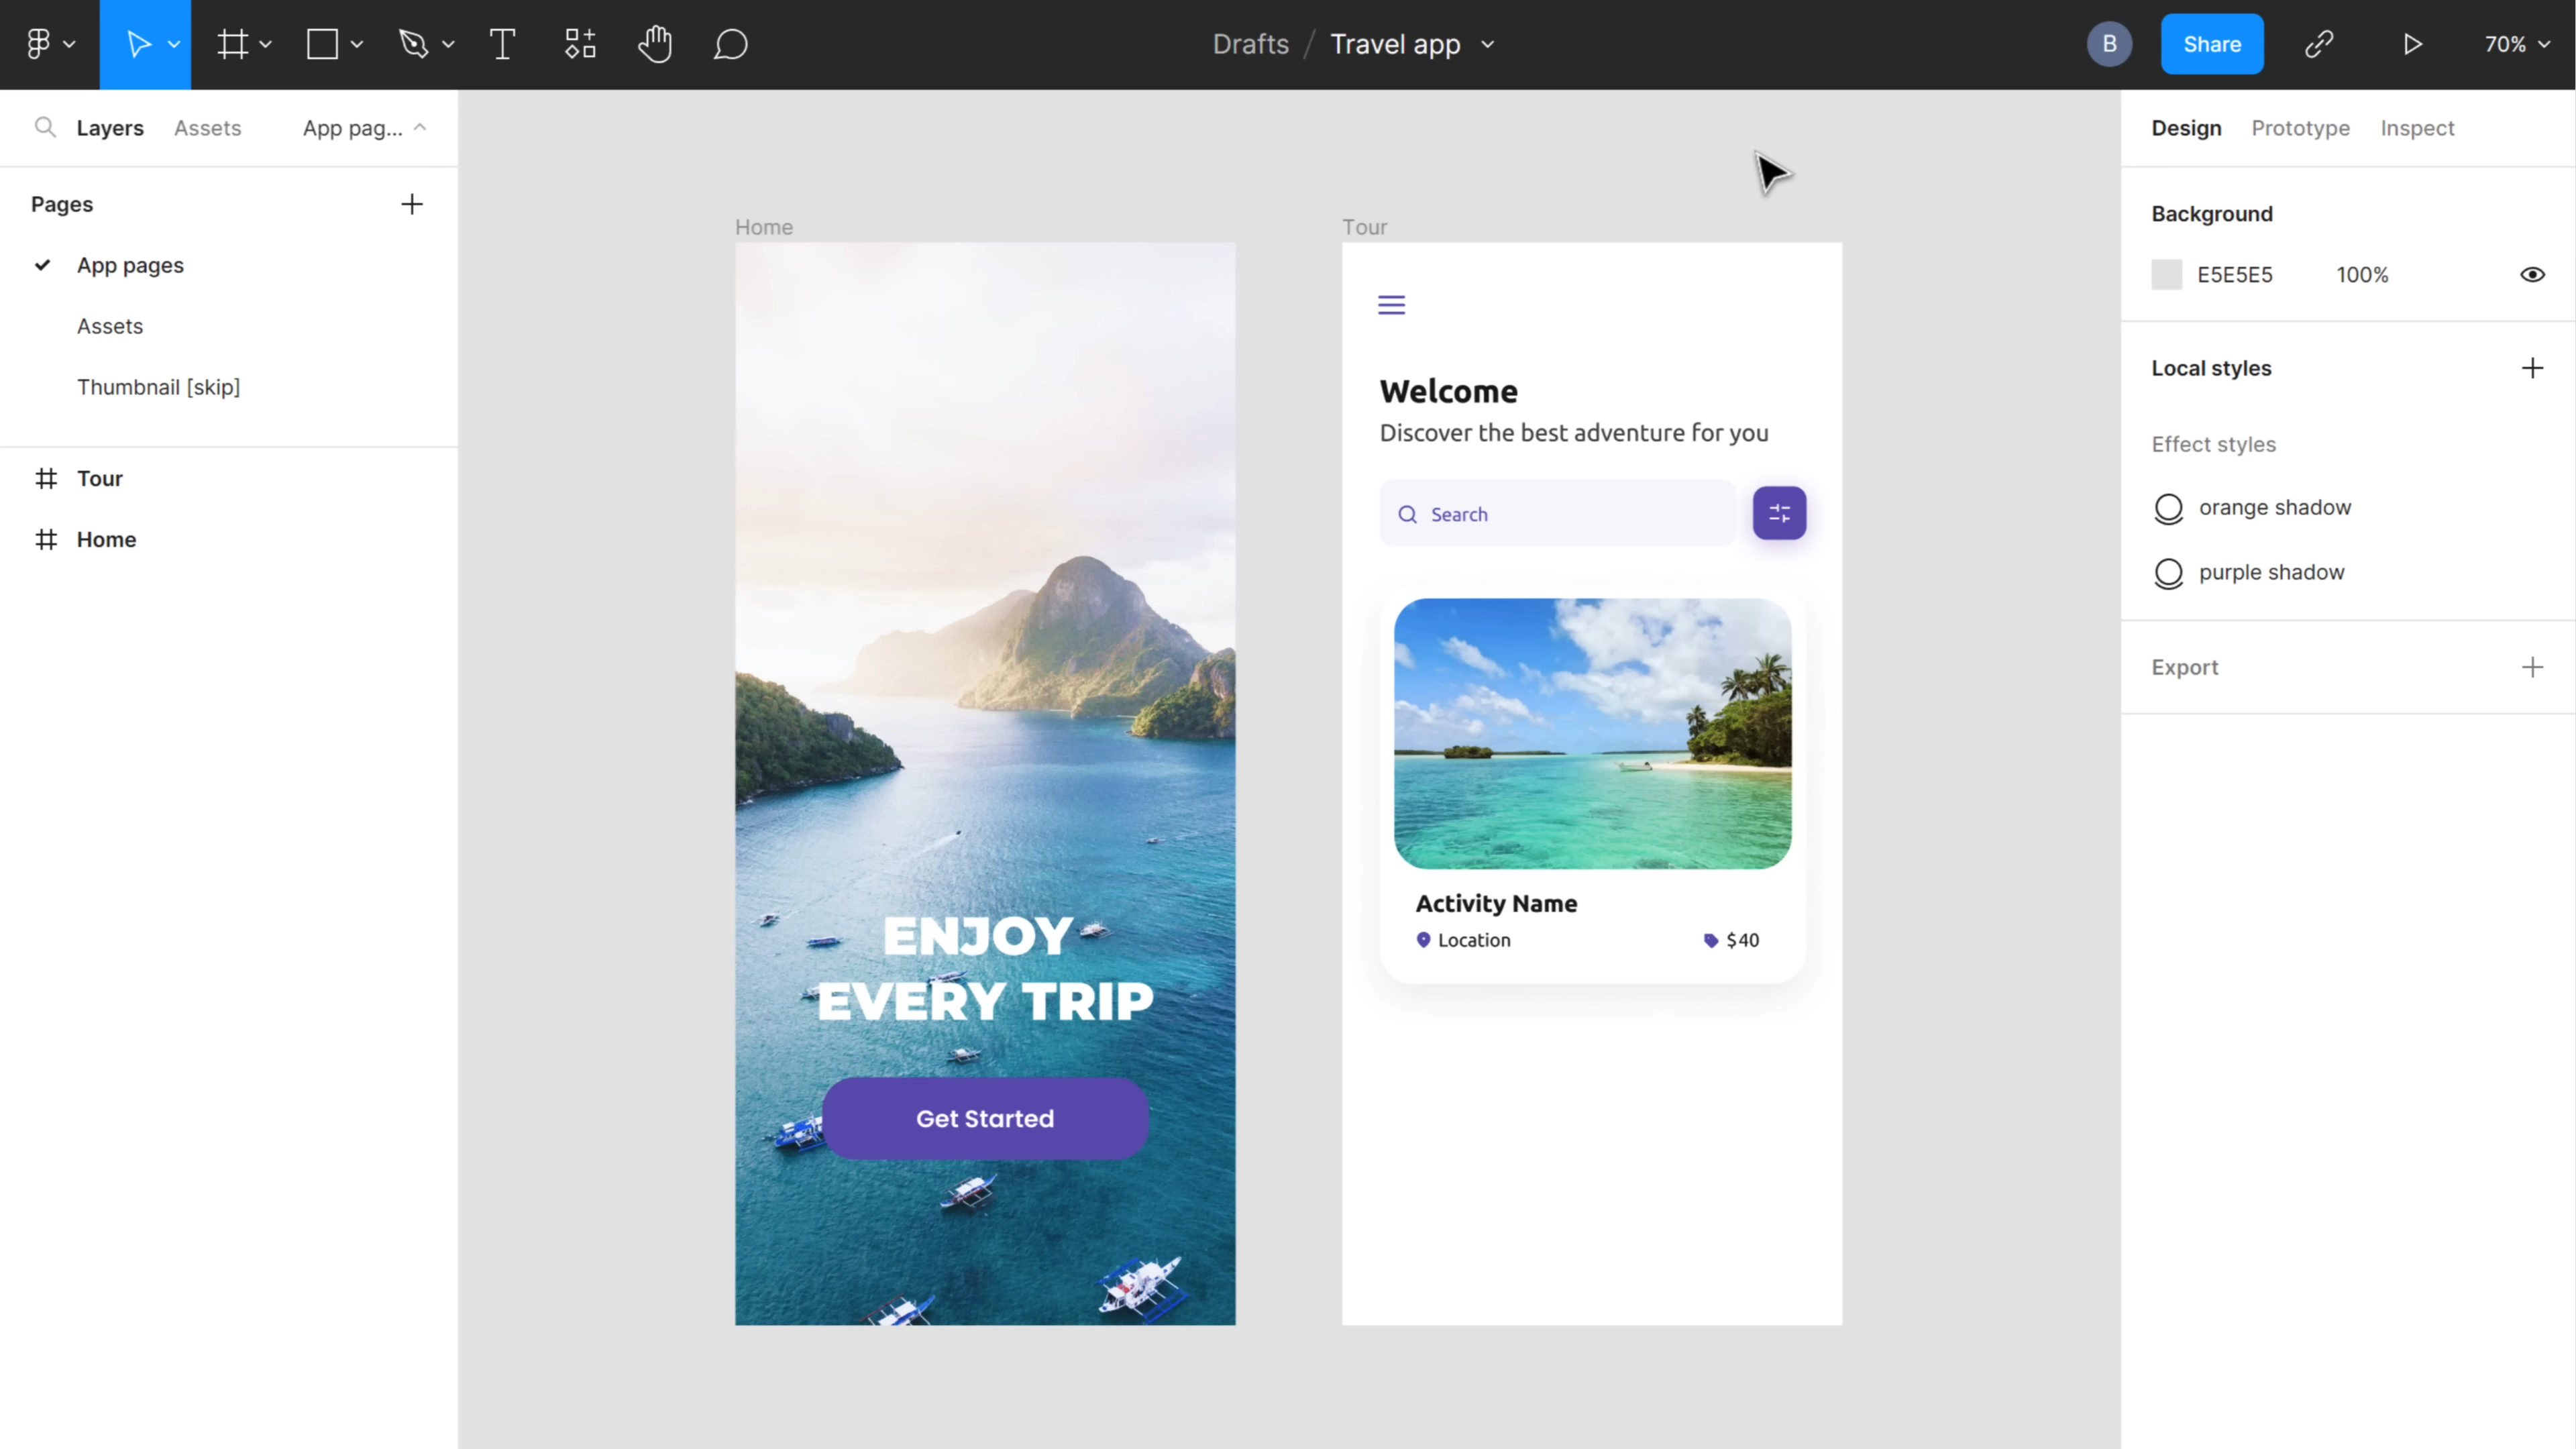 Drafts / Travel app
B
Share
70%
Layers
Assets
App pag...
Pages
App pages
Assets
Thumbnail [skip]
Tour
Home
Home
ENJOY
EVERY TRIP
Get Started
Tour
Welcome
Discover the best adventure for you
Search
Activity Name
Location
$40
Design
Prototype
Inspect
Background
E5E5E5
100%
Local styles
Effect styles
orange shadow
purple shadow
Export